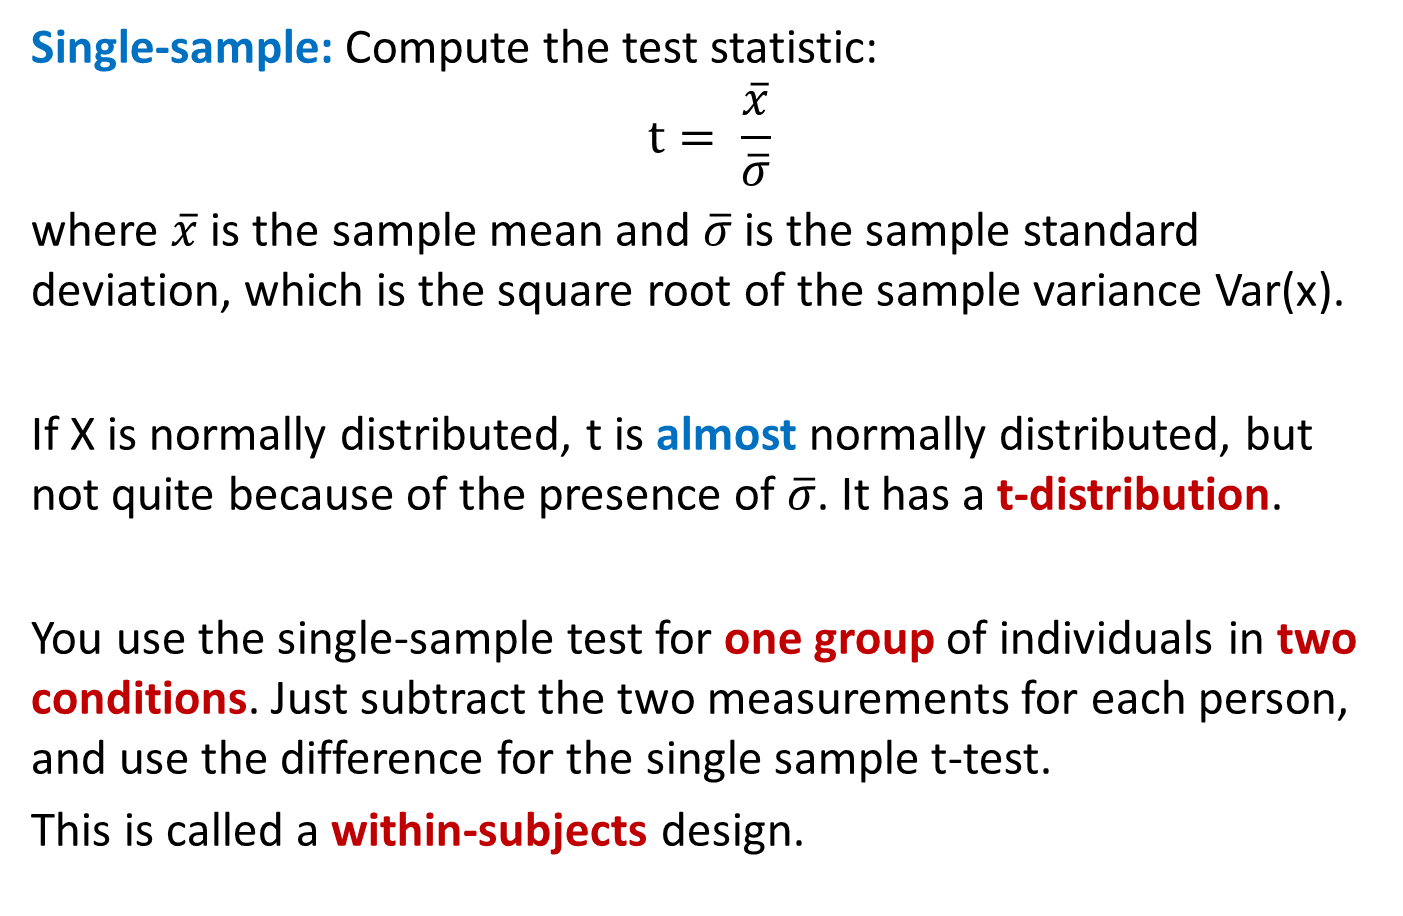 Single-sample: Compute the test statistic:
t = x̄ / σ̄
where x̄ is the sample mean and σ̄ is the sample standard
deviation, which is the square root of the sample variance Var(x).
If X is normally distributed, t is almost normally distributed, but
not quite because of the presence of σ̄. It has a t-distribution.
You use the single-sample test for one group of individuals in two
conditions. Just subtract the two measurements for each person,
and use the difference for the single sample t-test.
This is called a within-subjects design.